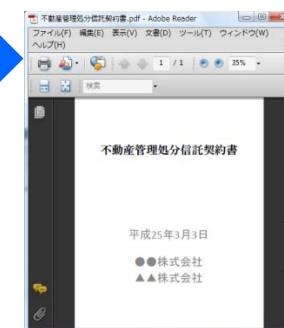 不動産管理処分信託契約書.pdf - Adobe Reader
ファイル(F) 編集(E) 表示(V) 文書(D) ツール(T) ウィンドウ(W)
ヘルプ(H)
1 / 1 35%
検索
不動産管理処分信託契約書
平成25年3月3日
●●株式会社
▲▲株式会社